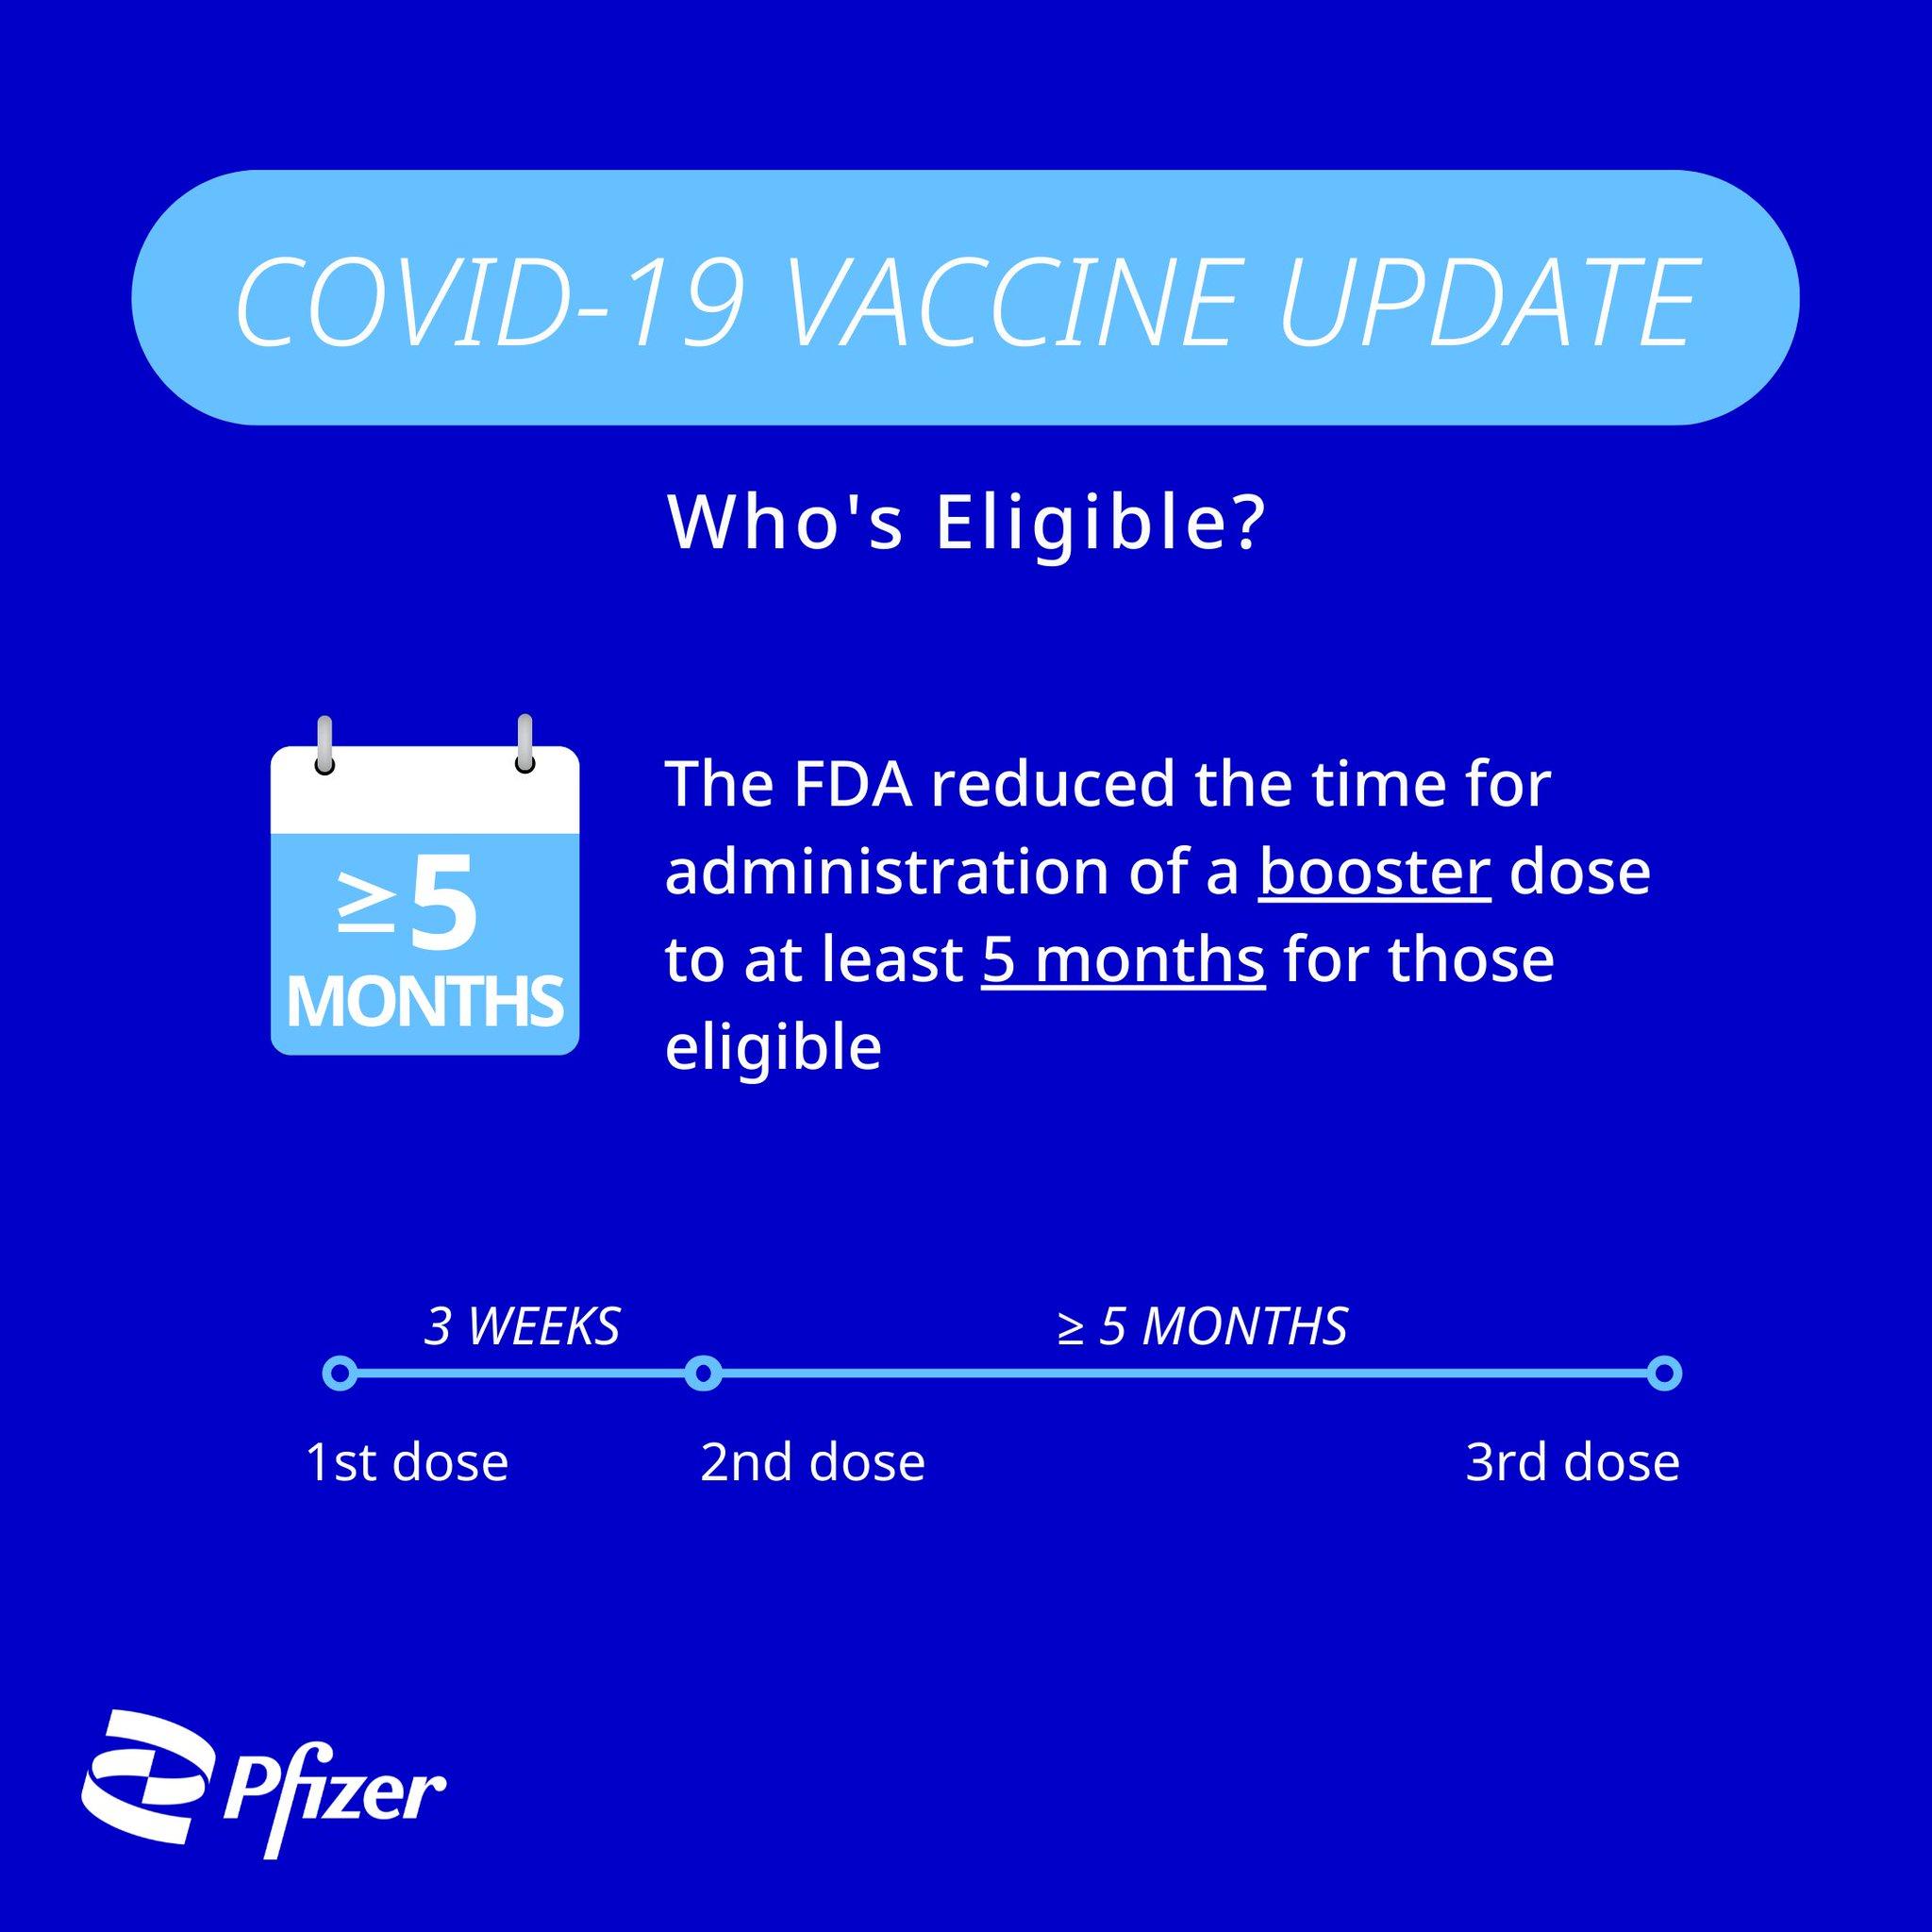 COVID-19 VACCINE UPDATE
Who's Eligible?
≥5
MONTHS
The FDA reduced the time for
administration of a booster dose
to at least 5 months for those
eligible
3 WEEKS
≥ 5 MONTHS
1st dose
2nd dose
3rd dose
Pfizer